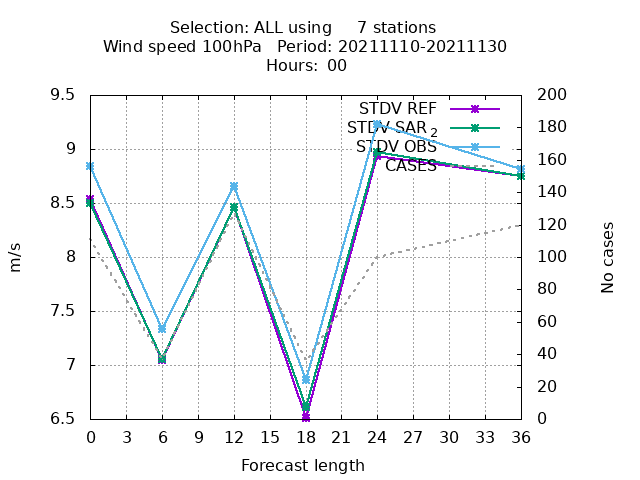 Selection: ALL using 7 stations
Wind speed 100hPa Period: 20211110-20211130
Hours: 00
STDV REF
STDV SAR2
STDV OBS
CASES
9.5
9
8.5
8
7.5
7
6.5
m/s
200
180
160
140
120
100
80
60
40
20
0
No cases
0 3 6 9 12 15 18 21 24 27 30 33 36
Forecast length